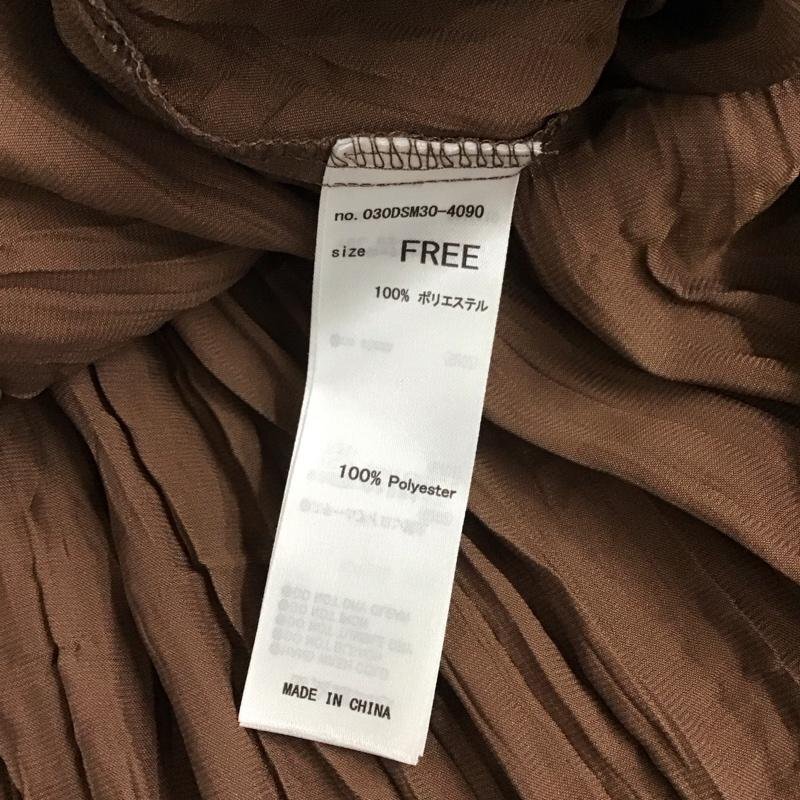 no. 030DSM30-4090
size FREE
100% ポリエステル
100% Polyester
MADE IN CHINA